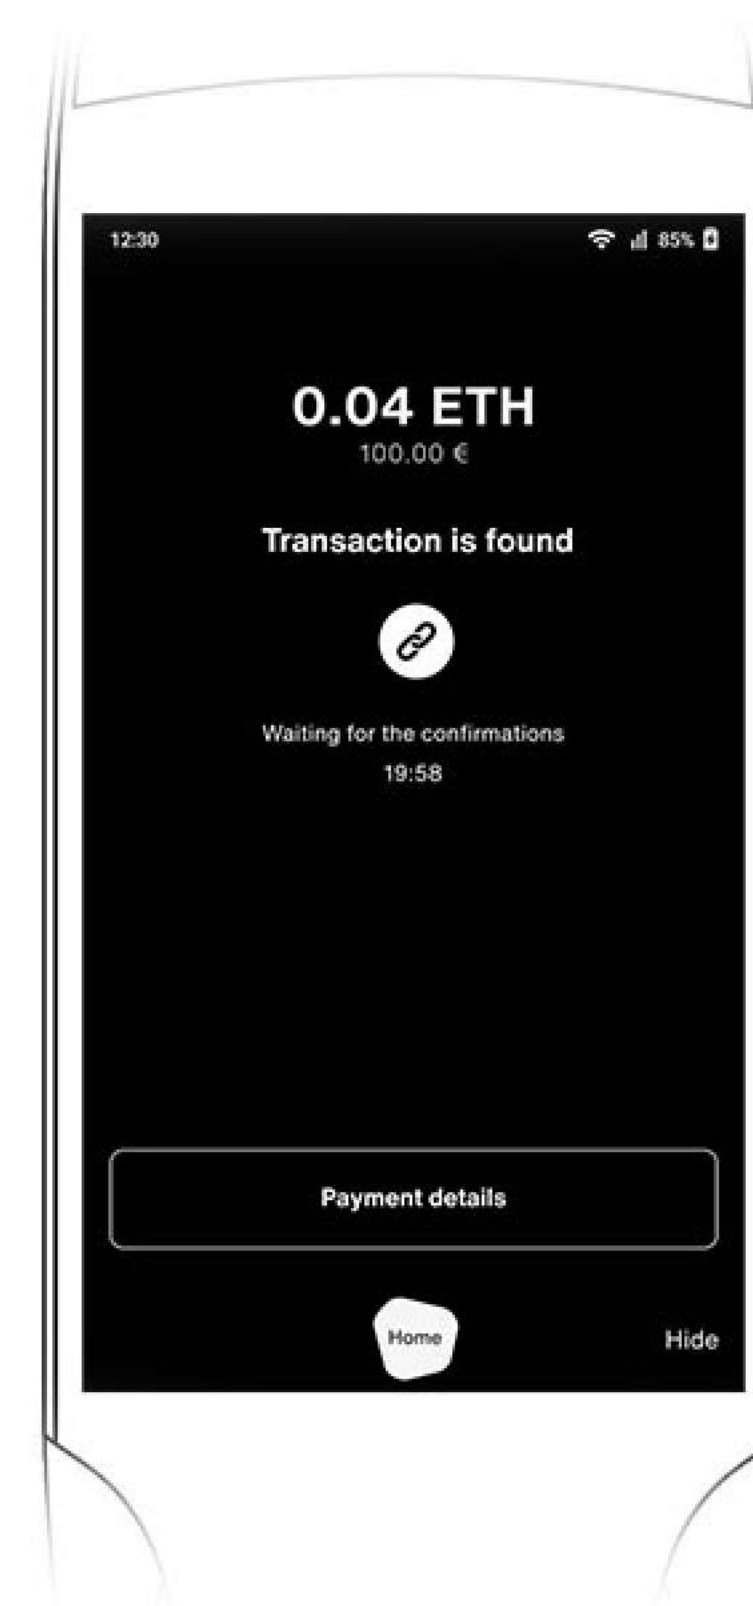 12:30 85%
0.04 ETH
100.00 €
Transaction is found
Waiting for the confirmations
19:58
Payment details
Home
Hide